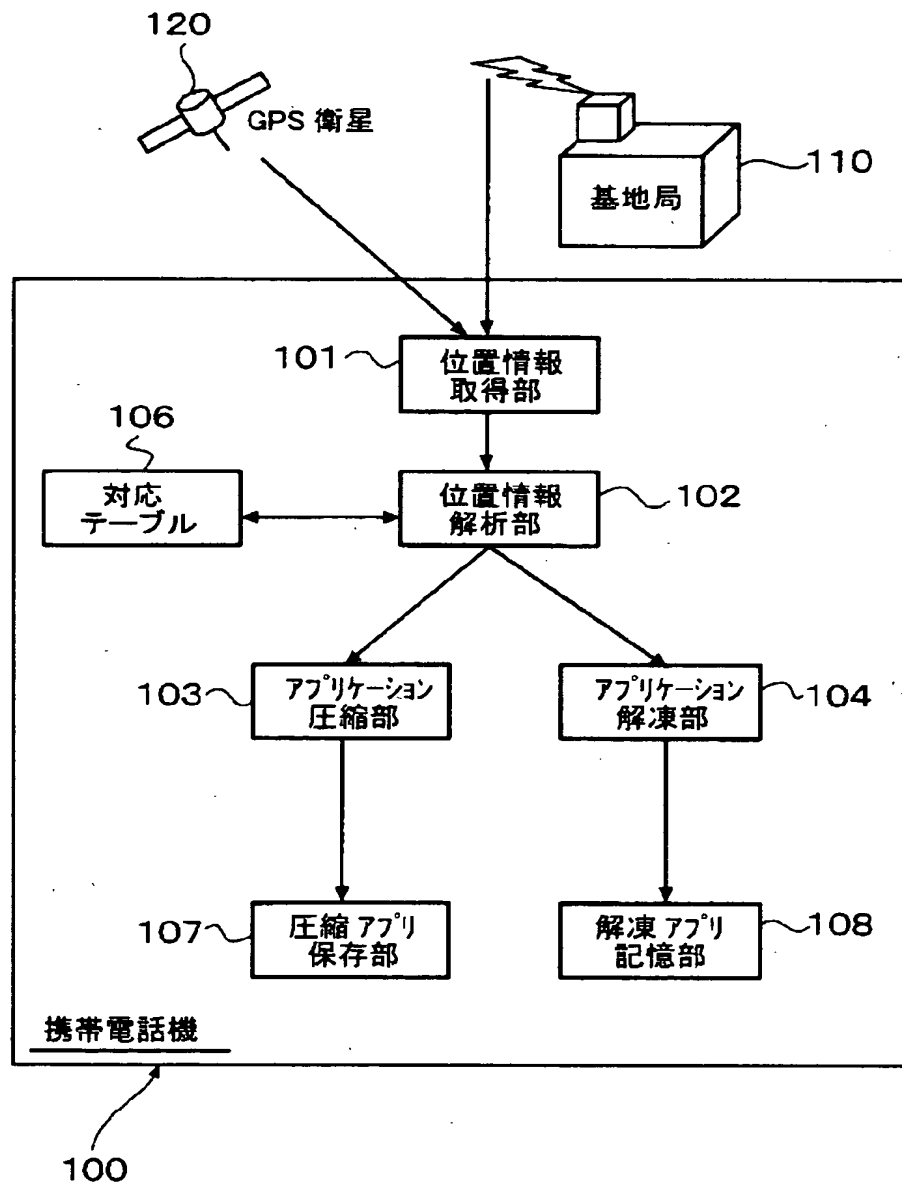 120
GPS 衛星
110
基地局
101
位置情報
取得部
106
対応
テーブル
位置情報
解析部
102
103
アプリケーション
圧縮部
アプリケーション
解凍部
104
107
圧縮 アプリ
保存部
解凍 アプリ
記憶部
108
携帯電話機
100